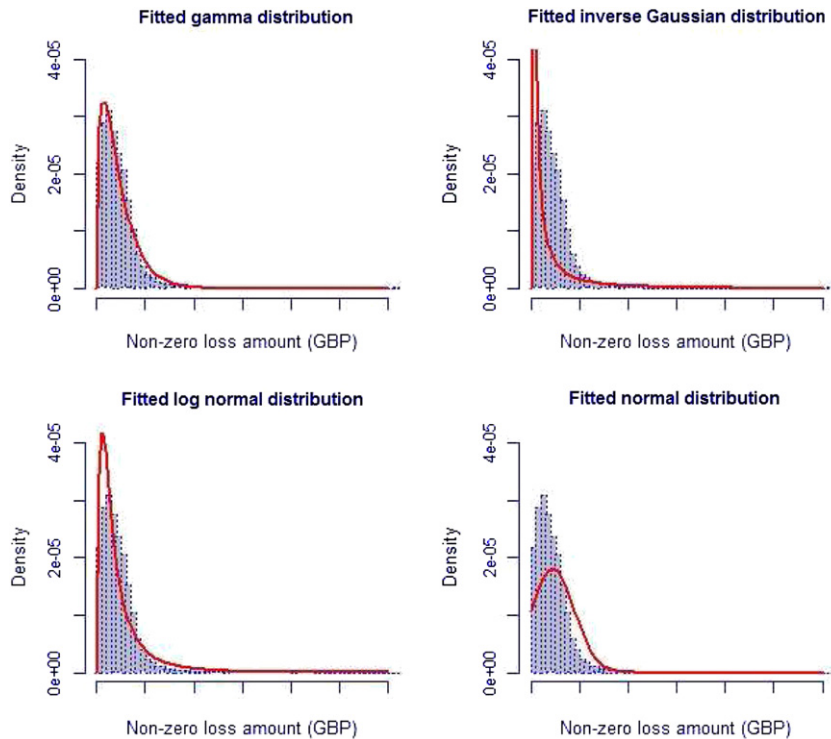 Fitted gamma distribution
Density
0e+00 2e-05 4e-05
Non-zero loss amount (GBP)
Fitted inverse Gaussian distribution
Density
0e+00 2e-05 4e-05
Non-zero loss amount (GBP)
Fitted log normal distribution
Density
0e+00 2e-05 4e-05
Non-zero loss amount (GBP)
Fitted normal distribution
Density
0e+00 2e-05 4e-05
Non-zero loss amount (GBP)